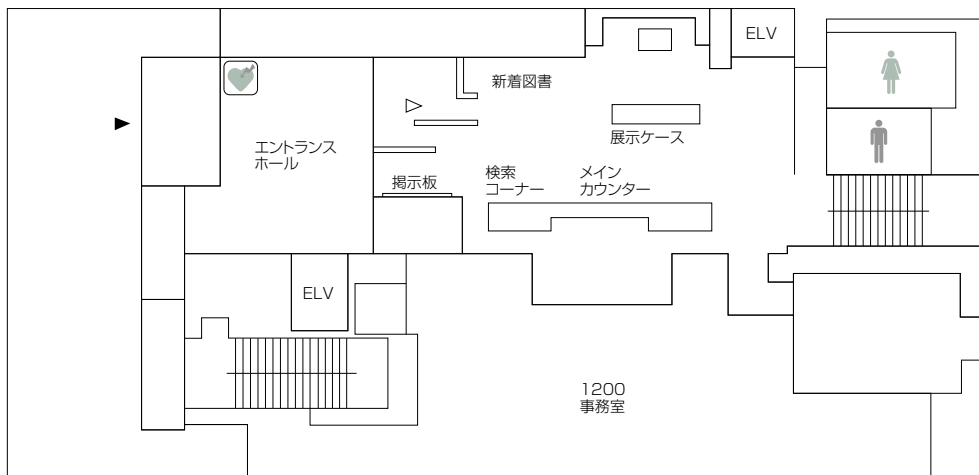 ELV
新着図書
展示ケース
エントランス
ホール
掲示板
検索
コーナー
メイン
カウンター
ELV
1200
事務室